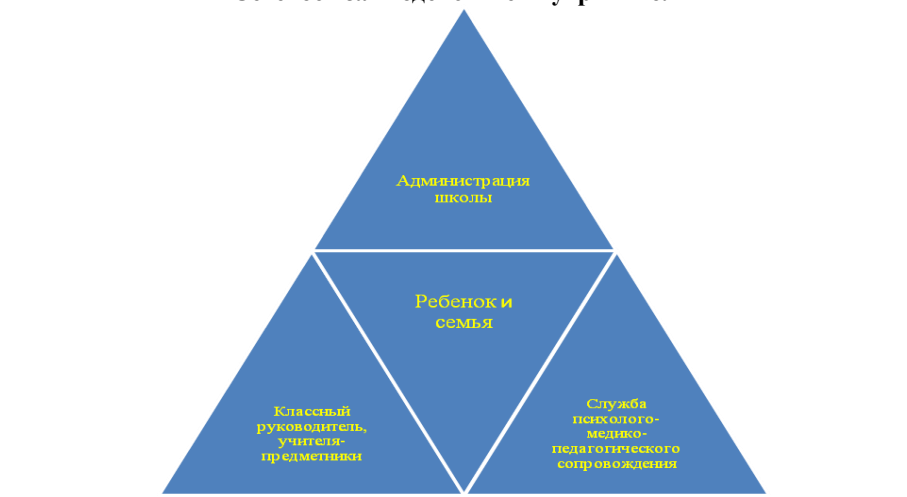 Администрация
школы
Ребенок и
семья
Классный
руководитель,
учителя-
предметники
Служба
психолого-
медико-
педагогического
сопровождения